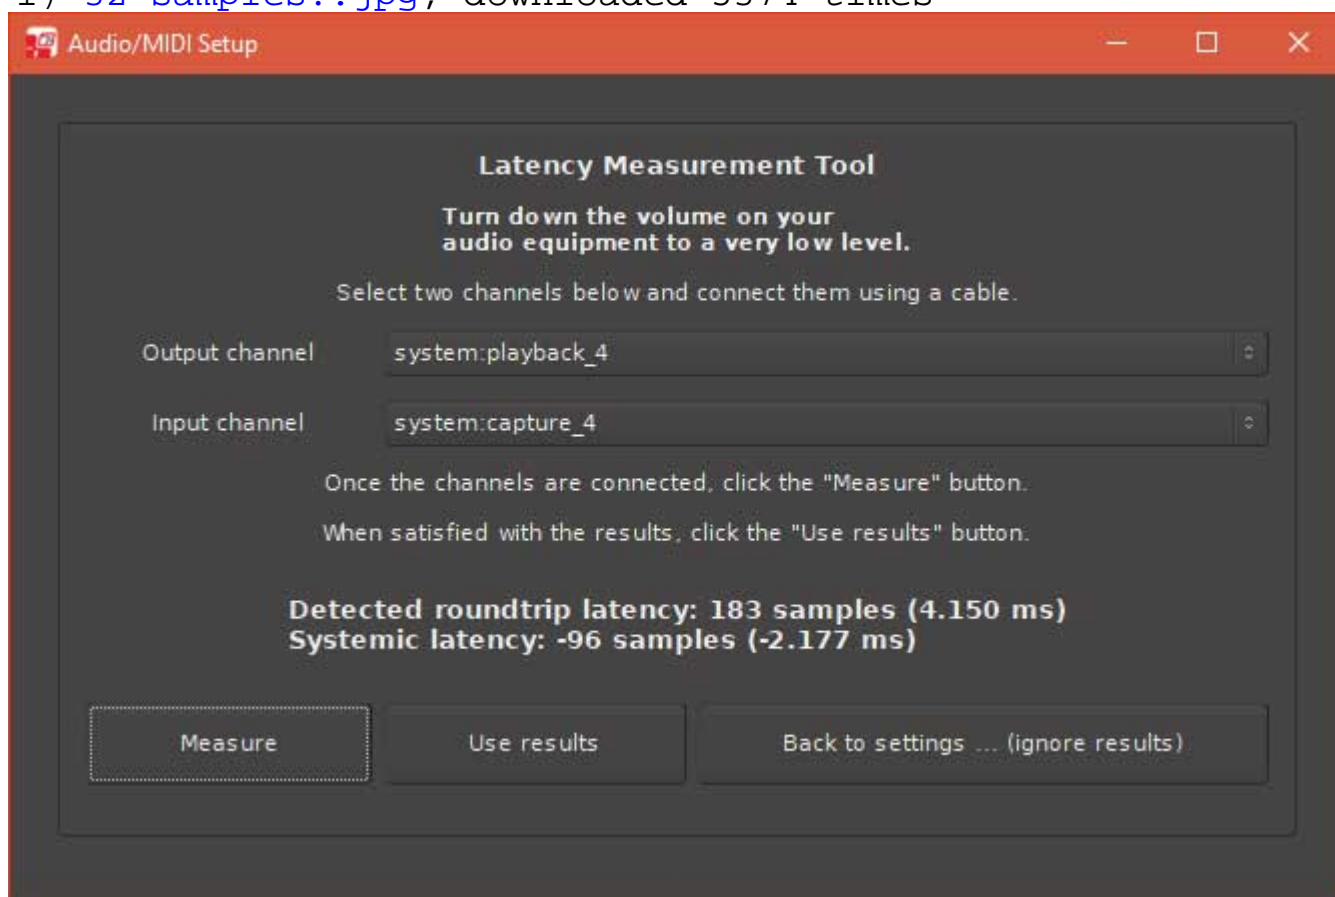 Audio/MIDI Setup
Latency Measurement Tool
Turn down the volume on your
audio equipment to a very low level.
Select two channels below and connect them using a cable.
Output channel system:playback_4
Input channel system:capture_4
Once the channels are connected, click the "Measure" button.
When satisfied with the results, click the "Use results" button.
Detected roundtrip latency: 183 samples (4.150 ms)
Systemic latency: -96 samples (-2.177 ms)
Measure Use results Back to settings ... (ignore results)